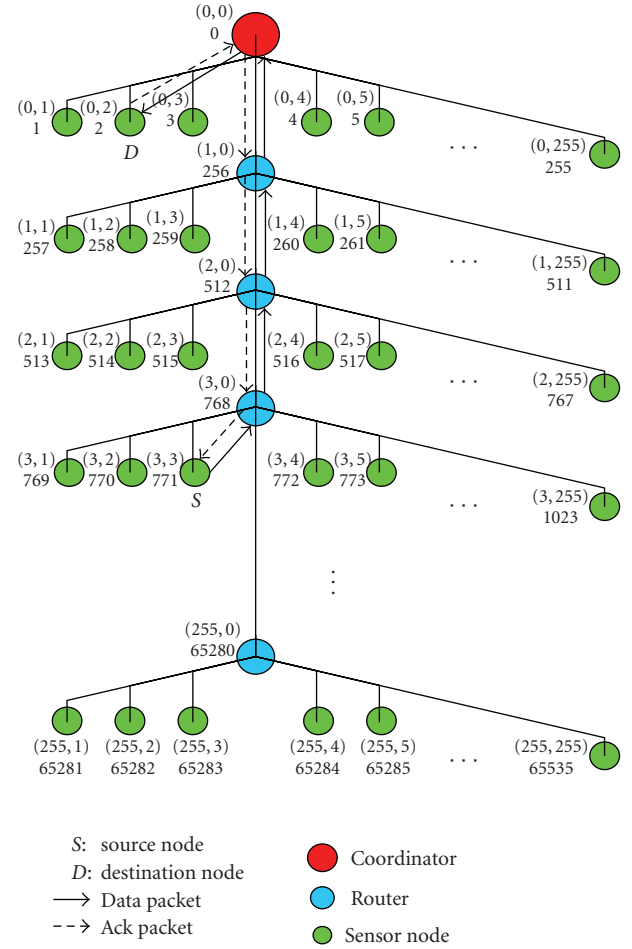 (0, 0)
0
(0, 1) (0, 2) (0, 3) (0, 4) (0, 5)
1 2 3 4 5
. . .
(0, 255)
255
D
(1, 0)
256
(1, 1) (1, 2) (1, 3) (1, 4) (1, 5)
257 258 259 260 261
. . .
(1, 255)
511
(2, 0)
512
(2, 1) (2, 2) (2, 3) (2, 4) (2, 5)
513 514 515 516 517
. . .
(2, 255)
767
(3, 0)
768
(3, 1) (3, 2) (3, 3) (3, 4) (3, 5)
769 770 771 772 773
. . .
(3, 255)
1023
S
⋮
(255, 0)
65280
(255, 1) (255, 2) (255, 3) (255, 4) (255, 5) . . . (255, 255)
65281 65282 65283 65284 65285 65535
S: source node
D: destination node
Data packet
Ack packet
Coordinator
Router
Sensor node